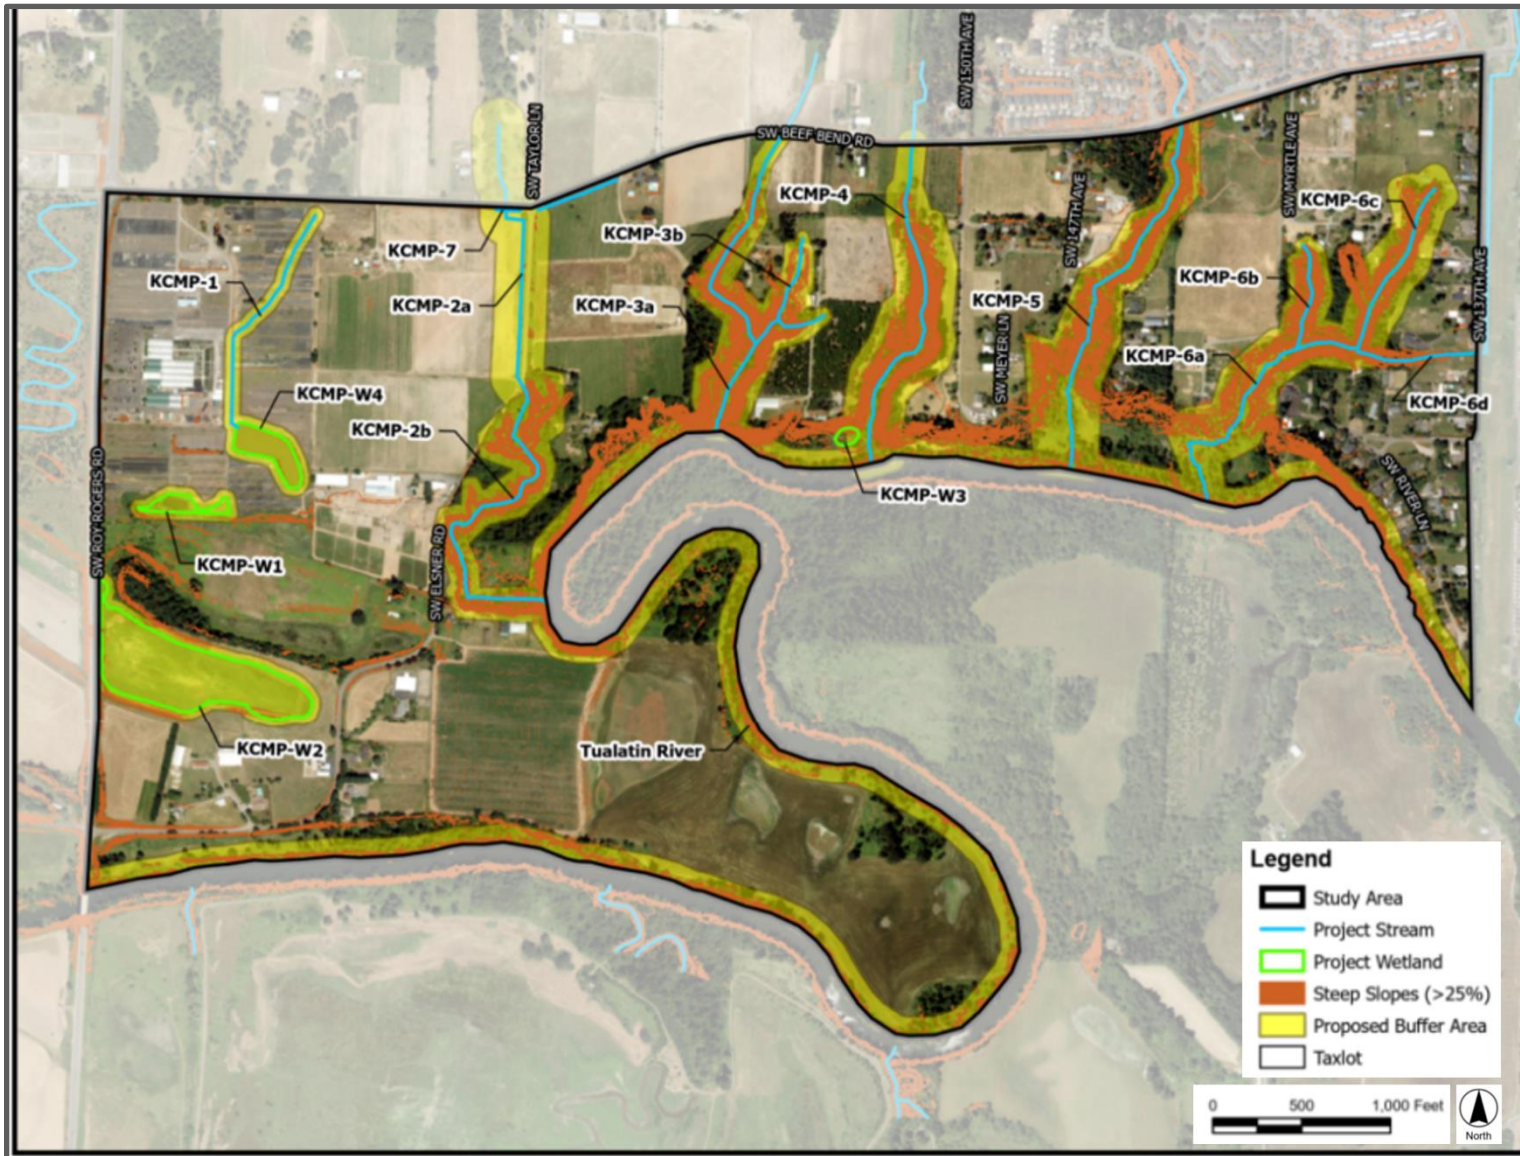 SW 150TH AVE
SW BEEF BEND RD
SW TAYLOR LN
SW MYRTLE AVE
SW 147TH AVE
KCMP-4
KCMP-6c
KCMP-3b
KCMP-7
KCMP-1
KCMP-2a
KCMP-3a
KCMP-5
KCMP-6b
SW 137TH AVE
SW MEYER LN
KCMP-6a
KCMP-W4
KCMP-6d
KCMP-2b
SW ROY ROGERS RD
SW RIVER LN
KCMP-W3
SW ELSNER RD
KCMP-W1
KCMP-W2
Tualatin River
Legend
Study Area
Project Stream
Project Wetland
Steep Slopes (>25%)
Proposed Buffer Area
Taxlot
0 500 1,000 Feet
North